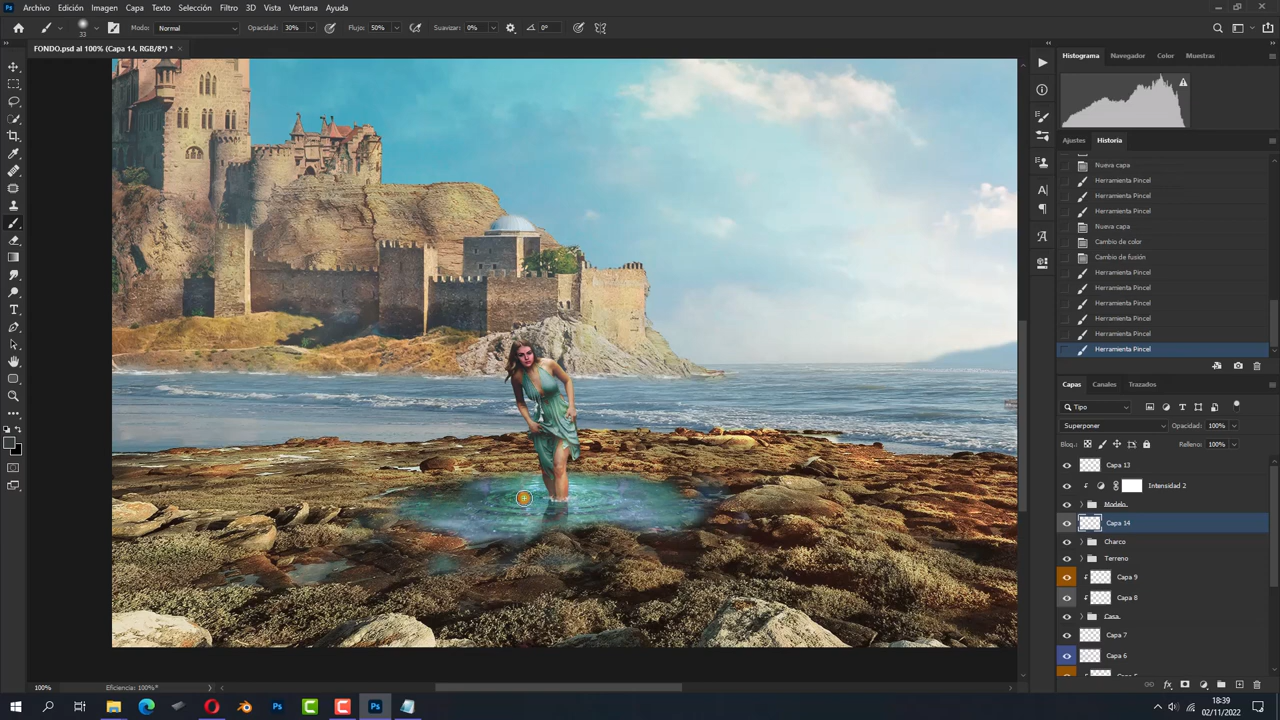 Archivo Edición Imagen Capa Texto Selección Filtro 3D Vista Ventana Ayuda
33 Modo: Normal Opacidad: 30% Flujo: 50% Suavizar: 0% 0º
FONDO.psd al 100% (Capa 14, RGB/8*) *
Histograma Navegador Color Muestras
Ajustes Historia
Nueva capa
Herramienta Pincel
Herramienta Pincel
Herramienta Pincel
Nueva capa
Cambio de color
Cambio de fusión
Herramienta Pincel
Herramienta Pincel
Herramienta Pincel
Herramienta Pincel
Herramienta Pincel
Herramienta Pincel
Capas Canales Trazados
Tipo
Superponer Opacidad: 100%
Bloq.: Relleno: 100%
Capa 13
Intensidad 2
Modelo
Capa 14
Charco
Terreno
Capa 9
Capa 8
Casa
Capa 7
Capa 6
100% Eficiencia: 100%*
18:39
02/11/2022